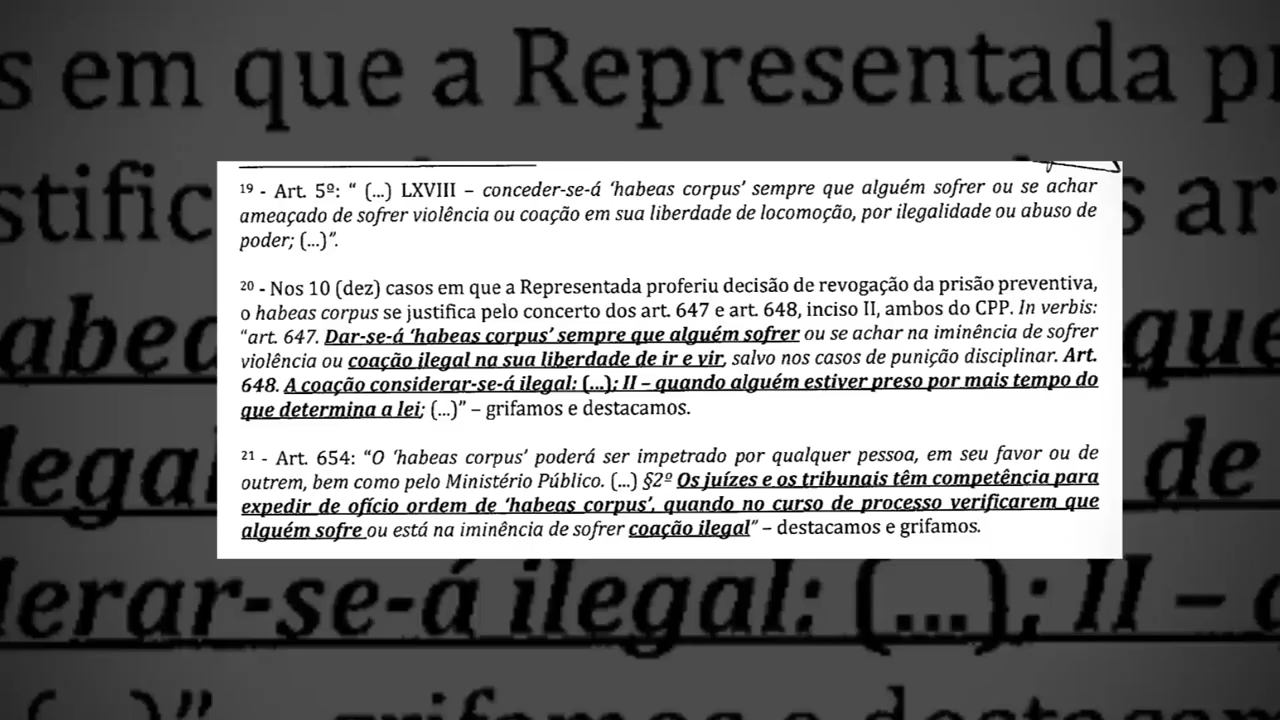 s em que a Representada pr
19 - Art. 5º: “ (...) LXVIII – conceder-se-á ‘habeas corpus’ sempre que alguém sofrer ou se achar
ameaçado de sofrer violência ou coação em sua liberdade de locomoção, por ilegalidade ou abuso de
poder; (...)”.
20 - Nos 10 (dez) casos em que a Representada proferiu decisão de revogação da prisão preventiva,
o habeas corpus se justifica pelo concerto dos art. 647 e art. 648, inciso II, ambos do CPP. In verbis:
“art. 647. Dar-se-á ‘habeas corpus’ sempre que alguém sofrer ou se achar na iminência de sofrer
violência ou coação ilegal na sua liberdade de ir e vir, salvo nos casos de punição disciplinar. Art.
648. A coação considerar-se-á ilegal: (...); II – quando alguém estiver preso por mais tempo do
que determina a lei; (...)” – grifamos e destacamos.
21 - Art. 654: “O ‘habeas corpus’ poderá ser impetrado por qualquer pessoa, em seu favor ou de
outrem, bem como pelo Ministério Público. (...) §2º Os juízes e os tribunais têm competência para
expedir de ofício ordem de ‘habeas corpus’, quando no curso de processo verificarem que
alguém sofre ou está na iminência de sofrer coação ilegal” – destacamos e grifamos.
stific
s ar
abea
que
legal
de
lerar-se-á ilegal: (...); II –
(...)” – grifamos e destacam